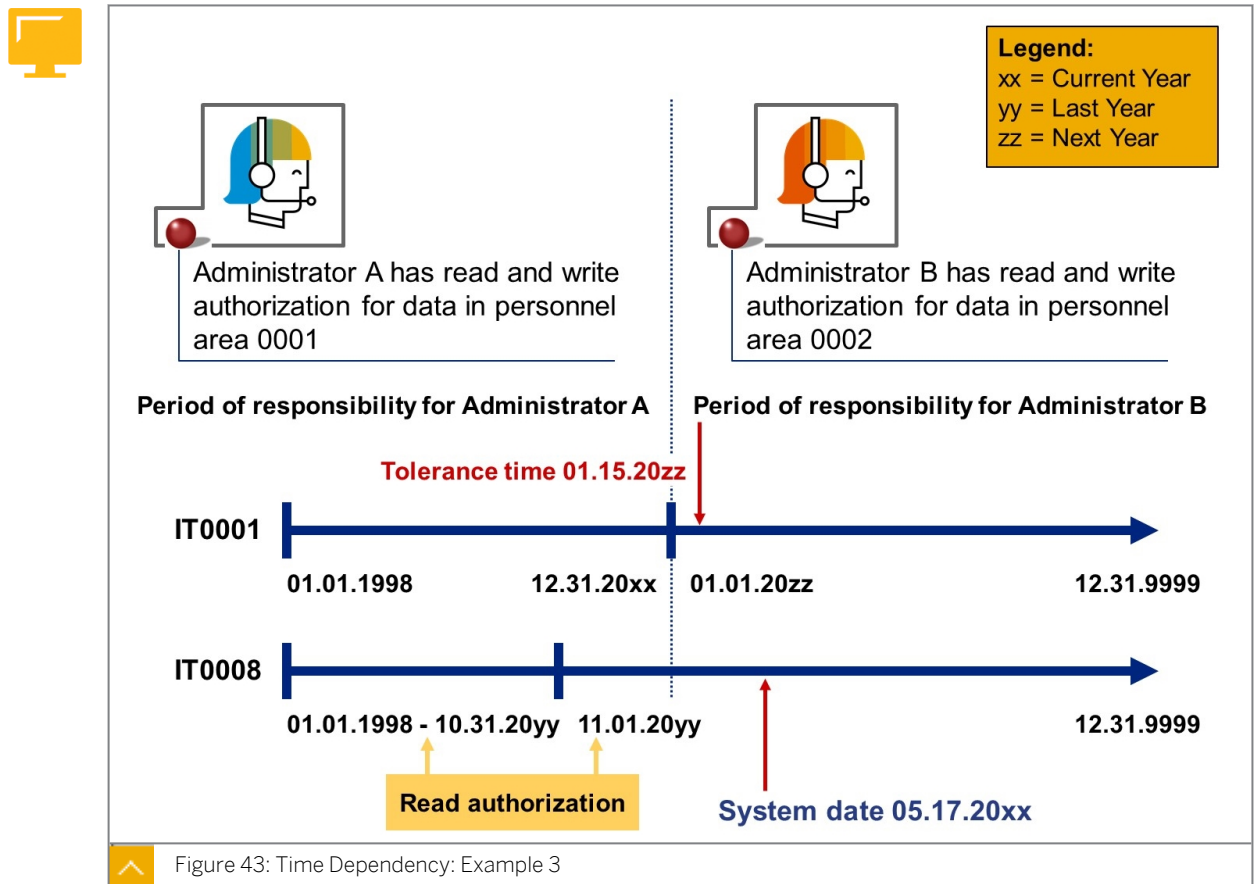 Legend:
xx = Current Year
yy = Last Year
zz = Next Year
Administrator A has read and write
authorization for data in personnel
area 0001
Administrator B has read and write
authorization for data in personnel
area 0002
Period of responsibility for Administrator A
Period of responsibility for Administrator B
Tolerance time 01.15.20zz
IT0001
01.01.1998
12.31.20xx
01.01.20zz
12.31.9999
IT0008
01.01.1998 - 10.31.20yy
11.01.20yy
12.31.9999
Read authorization
System date 05.17.20xx
Figure 43: Time Dependency: Example 3